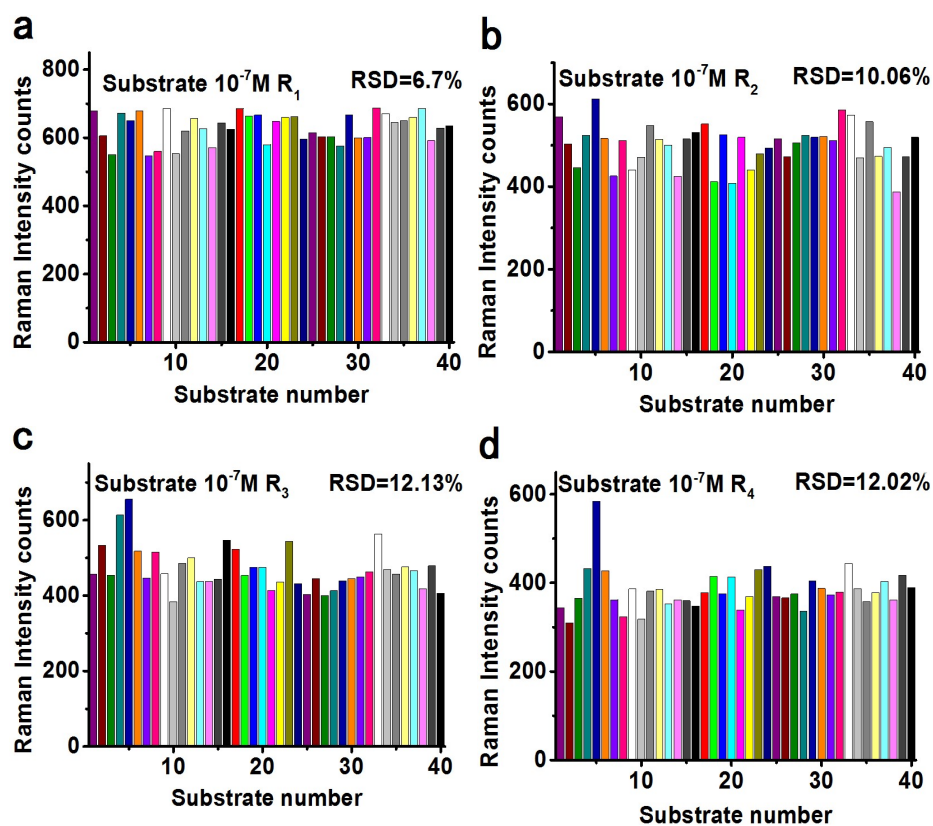 a
Substrate 10⁻⁷M R₁
RSD=6.7%
Raman Intensity counts
800
600
400
200
0
10
20
30
40
Substrate number
b
Substrate 10⁻⁷M R₂
RSD=10.06%
Raman Intensity counts
600
400
200
0
10
20
30
40
Substrate number
c
Substrate 10⁻⁷M R₃
RSD=12.13%
Raman Intensity counts
600
400
200
0
10
20
30
40
Substrate number
d
Substrate 10⁻⁷M R₄
RSD=12.02%
Raman Intensity counts
600
400
200
0
10
20
30
40
Substrate number